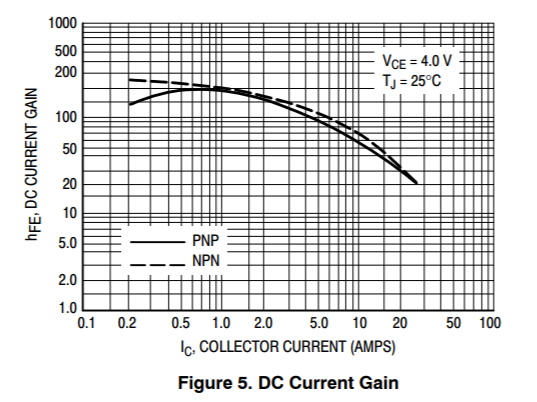 1000
500
200
100
50
20
10
5.0
2.0
1.0
hFE, DC CURRENT GAIN
VCE = 4.0 V
TJ = 25°C
PNP
NPN
0.1 0.2 0.5 1.0 2.0 5.0 10 20 50 100
IC, COLLECTOR CURRENT (AMPS)
Figure 5. DC Current Gain